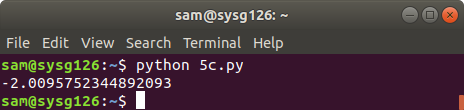 sam@sysg126: ~
File Edit View Search Terminal Help
sam@sysg126:~$ python 5c.py
-2.0095752344892093
sam@sysg126:~$